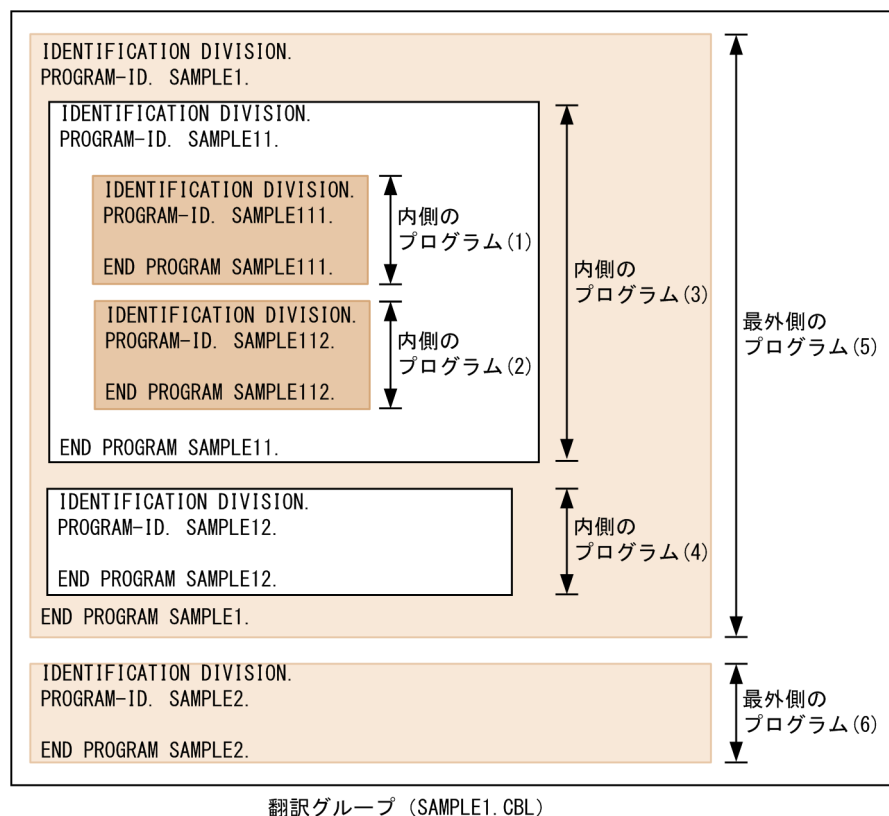 IDENTIFICATION DIVISION.
PROGRAM-ID. SAMPLE1.
IDENTIFICATION DIVISION.
PROGRAM-ID. SAMPLE11.
IDENTIFICATION DIVISION.
PROGRAM-ID. SAMPLE111.
END PROGRAM SAMPLE111.
内側の
プログラム(1)
IDENTIFICATION DIVISION.
PROGRAM-ID. SAMPLE112.
END PROGRAM SAMPLE112.
内側の
プログラム(2)
END PROGRAM SAMPLE11.
内側の
プログラム(3)
IDENTIFICATION DIVISION.
PROGRAM-ID. SAMPLE12.
END PROGRAM SAMPLE12.
内側の
プログラム(4)
END PROGRAM SAMPLE1.
最外側の
プログラム(5)
IDENTIFICATION DIVISION.
PROGRAM-ID. SAMPLE2.
END PROGRAM SAMPLE2.
最外側の
プログラム(6)
翻訳グループ (SAMPLE1.CBL)